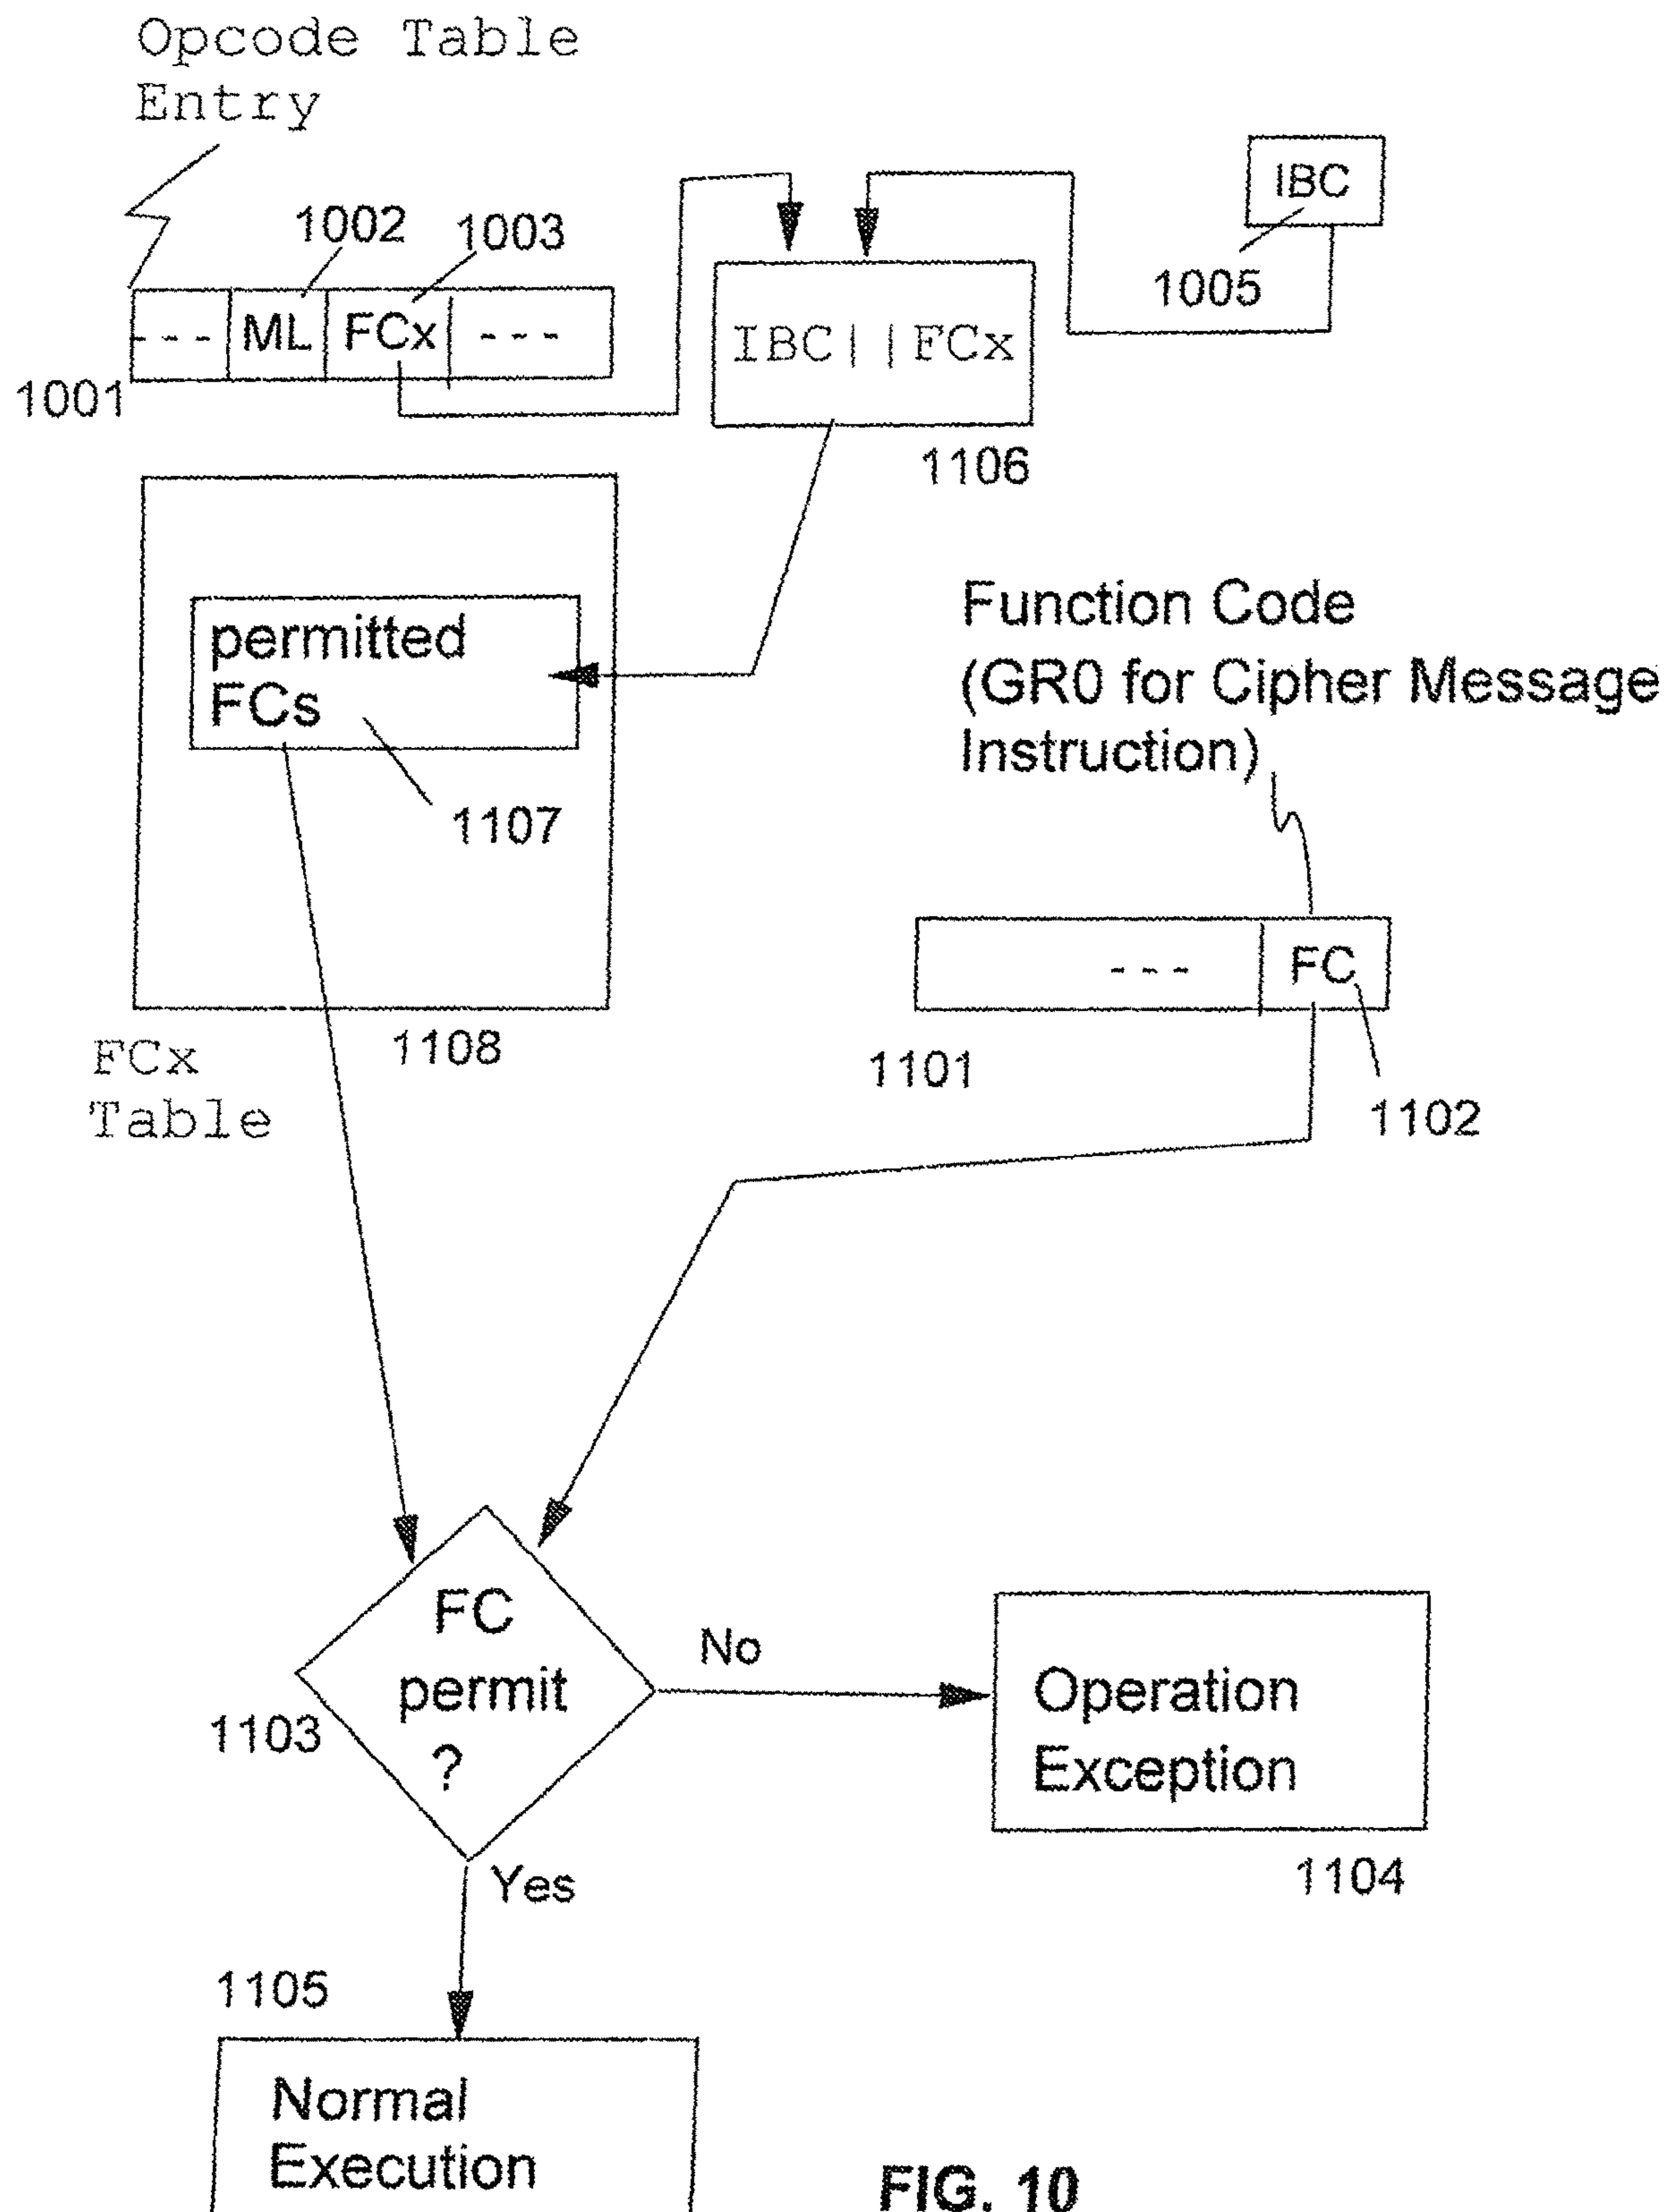 Opcode Table
Entry
IBC
1002
1003
1005
--- ML FCx ---
IBC||FCx
1001
1106
permitted
FCs
1107
Function Code
(GR0 for Cipher Message
Instruction)
--- FC
1108
1101
1102
FCx
Table
FC
permit
?
No
1103
Operation
Exception
1104
Yes
1105
Normal
Execution
FIG. 10